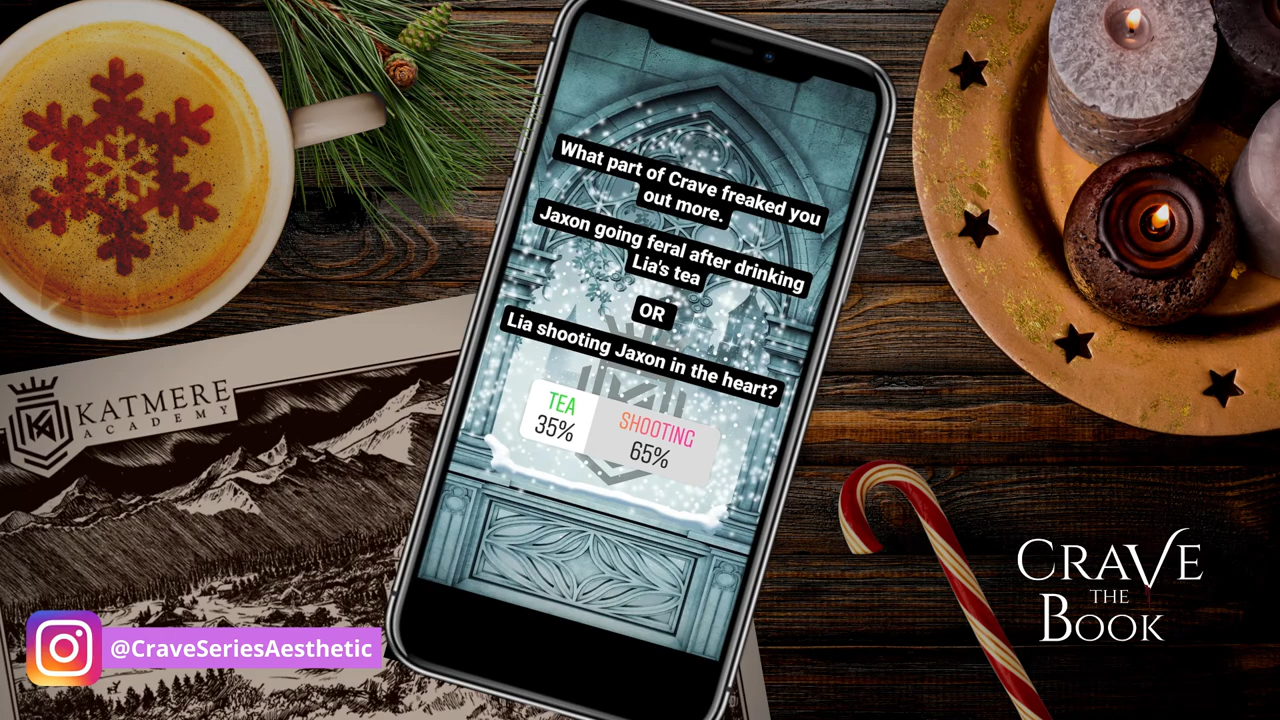 What part of Crave freaked you
out more.
Jaxon going feral after drinking
Lia's tea
OR
Lia shooting Jaxon in the heart?
TEA
35%
SHOOTING
65%
KATMERE
ACADEMY
@CraveSeriesAesthetic
CRAVE
THE
BOOK